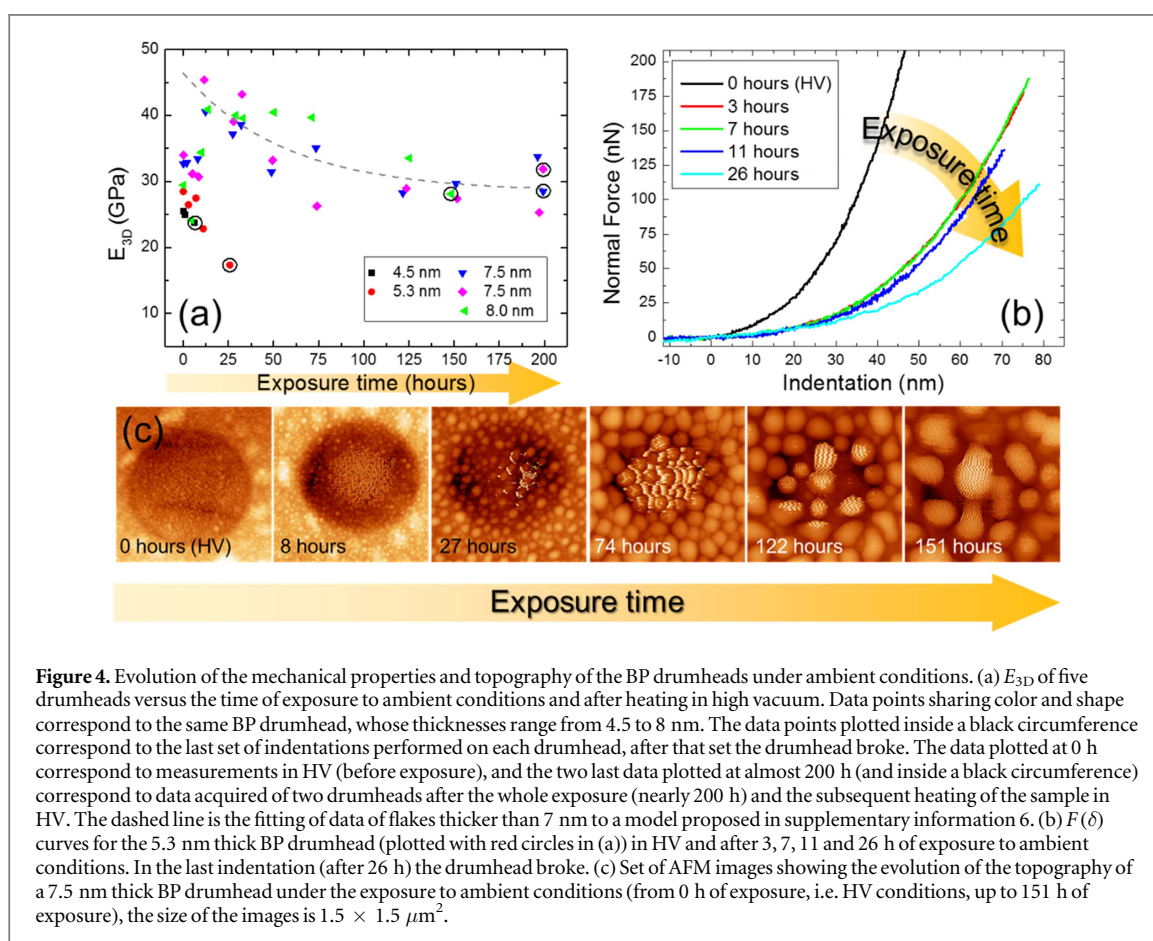 50
40
30
20
10
E3D (GPa)
(a)
4.5 nm
5.3 nm
7.5 nm
7.5 nm
8.0 nm
0 25 50 75 100 125 150 175 200
Exposure time (hours)
200
175
150
125
100
75
50
25
0
Normal Force (nN)
0 hours (HV)
3 hours
7 hours
11 hours
26 hours
Exposure time
(b)
-10 0 10 20 30 40 50 60 70 80
Indentation (nm)
(c)
0 hours (HV)
8 hours
27 hours
74 hours
122 hours
151 hours
Exposure time
Figure 4. Evolution of the mechanical properties and topography of the BP drumheads under ambient conditions. (a) E3D of five
drumheads versus the time of exposure to ambient conditions and after heating in high vacuum. Data points sharing color and shape
correspond to the same BP drumhead, whose thicknesses range from 4.5 to 8 nm. The data points plotted inside a black circumference
correspond to the last set of indentations performed on each drumhead, after that set the drumhead broke. The data plotted at 0 h
correspond to measurements in HV (before exposure), and the two last data plotted at almost 200 h (and inside a black circumference)
correspond to data acquired of two drumheads after the whole exposure (nearly 200 h) and the subsequent heating of the sample in
HV. The dashed line is the fitting of data of flakes thicker than 7 nm to a model proposed in supplementary information 6. (b) F(δ)
curves for the 5.3 nm thick BP drumhead (plotted with red circles in (a)) in HV and after 3, 7, 11 and 26 h of exposure to ambient
conditions. In the last indentation (after 26 h) the drumhead broke. (c) Set of AFM images showing the evolution of the topography of
a 7.5 nm thick BP drumhead under the exposure to ambient conditions (from 0 h of exposure, i.e. HV conditions, up to 151 h of
exposure), the size of the images is 1.5 × 1.5 μm².